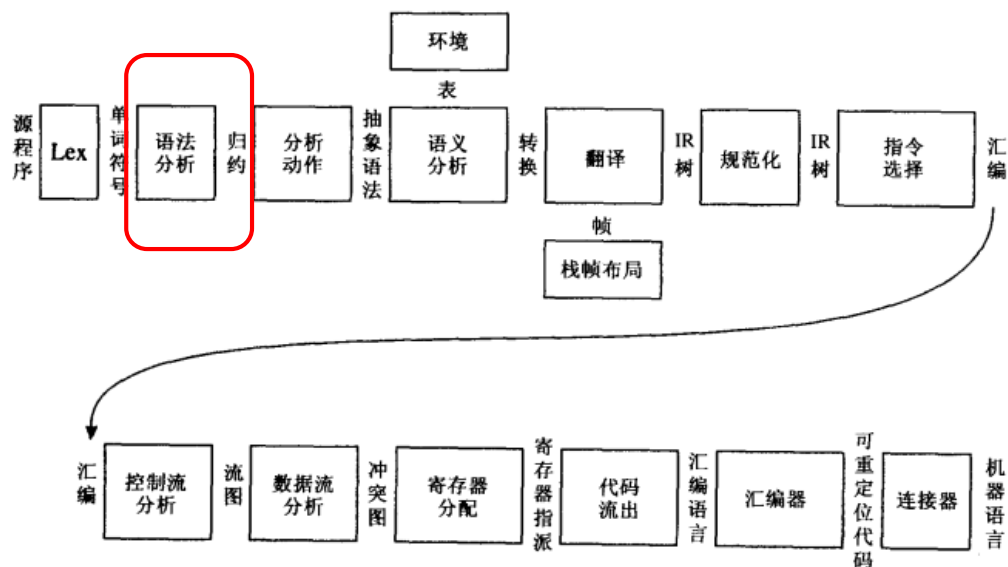 环境
表
源程序
Lex
单词符号
语法
分析
归约
分析
动作
抽象语法
语义
分析
转换
翻译
IR
树
规范化
IR
树
指令
选择
汇编
帧
栈帧布局
汇编
控制流
分析
流图
数据流
分析
冲突图
寄存器
分配
寄存器指派
代码
流出
汇编语言
汇编器
可重定位代码
连接器
机器语言